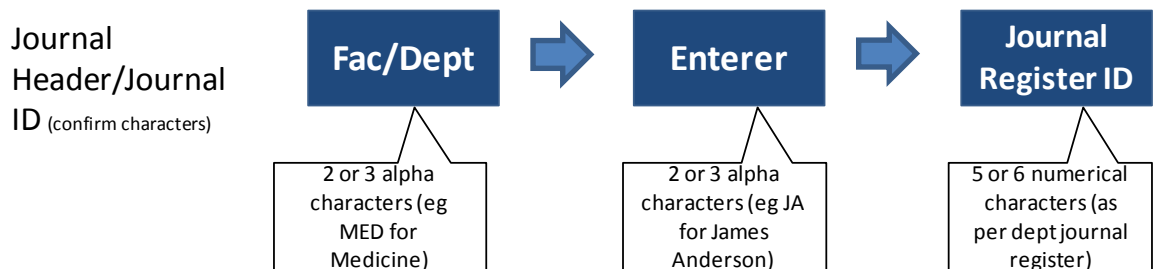 Journal
Header/Journal
ID (confirm characters)
Fac/Dept
Enterer
Journal
Register ID
2 or 3 alpha
characters (eg
MED for
Medicine)
2 or 3 alpha
characters (eg JA
for James
Anderson)
5 or 6 numerical
characters (as
per dept journal
register)